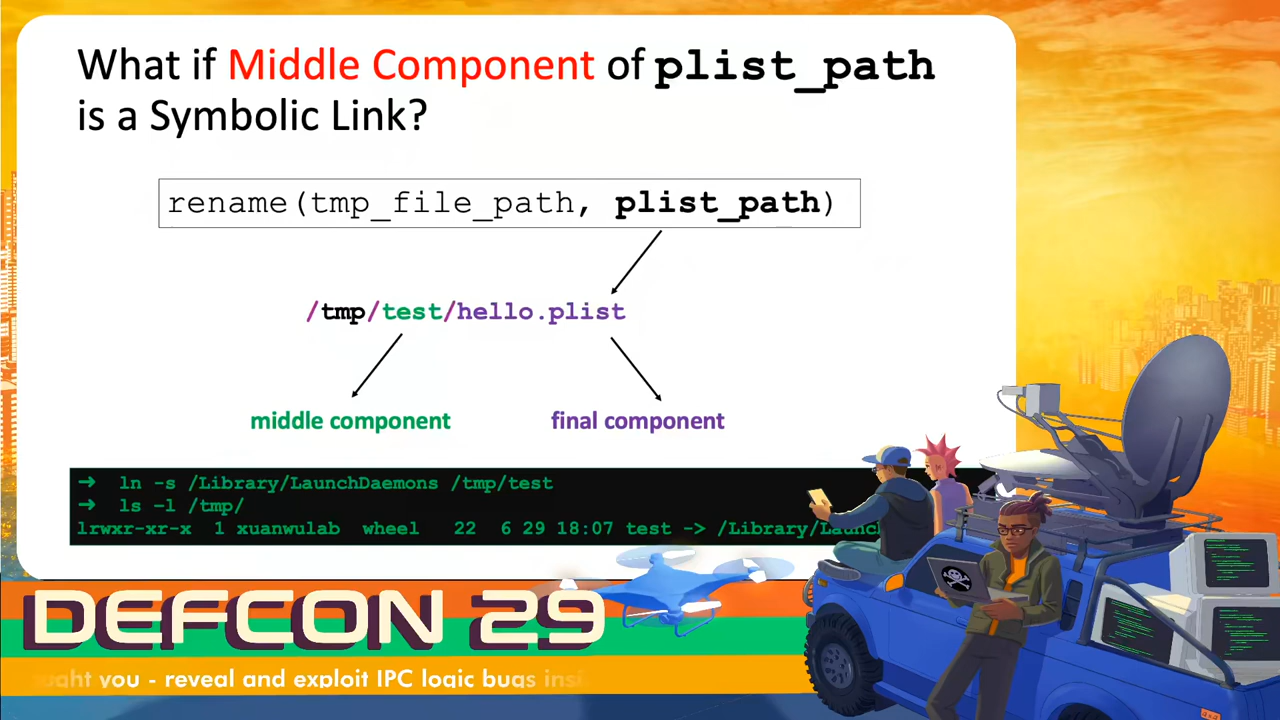 What if Middle Component of plist_path
is a Symbolic Link?
rename(tmp_file_path, plist_path)
/tmp/test/hello.plist
middle component
final component
➜ ln -s /Library/LaunchDaemons /tmp/test
➜ ls -l /tmp/
lrwxr-xr-x 1 xuanwulab wheel 22 6 29 18:07 test -> /Library/Launch
DEFCON 29
you - reveal and exploit IPC logic bugs